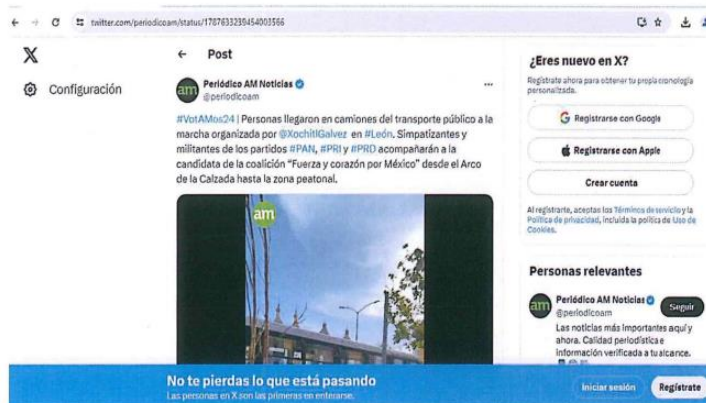 twitter.com/periodicoam/status/1787633239454003566
X
Configuración
Post
am
Periódico AM Noticias
@periodicoam
#VotAMos24 | Personas llegaron en camiones del transporte público a la
marcha organizada por @XochitlGalvez en #León. Simpatizantes y
militantes de los partidos #PAN, #PRI y #PRD acompañarán a la
candidata de la coalición "Fuerza y corazón por México" desde el Arco
de la Calzada hasta la zona peatonal.
am
¿Eres nuevo en X?
Regístrate ahora para obtener tu propia cronología
personalizada.
Registrarse con Google
Registrarse con Apple
Crear cuenta
Al registrarte, aceptas los Términos de servicio y la
Política de privacidad, incluida la política de Uso de
Cookies.
Personas relevantes
am
Periódico AM Noticias
@periodicoam
Seguir
Las noticias más importantes aquí y
ahora. Calidad periodística e
información verificada a tu alcance.
No te pierdas lo que está pasando
Las personas en X son las primeras en enterarse.
Iniciar sesión
Regístrate